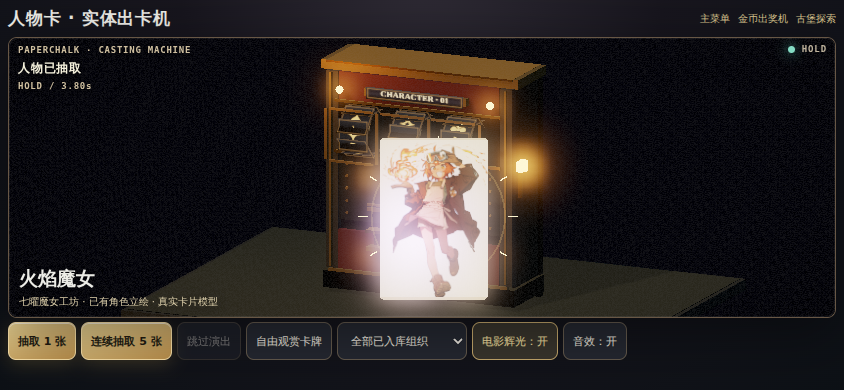 人物卡 · 实体出卡机
主菜单 金币出奖机 古堡探索
PAPERCHALK · CASTING MACHINE
HOLD
人物已抽取
HOLD / 3.80s
CHARACTER · 01
火焰魔女
七曜魔女工坊 · 已有角色立绘 · 真实卡片模型
抽取 1 张
连续抽取 5 张
跳过演出
自由观赏卡牌
全部已入库组织
电影辉光：开
音效：开